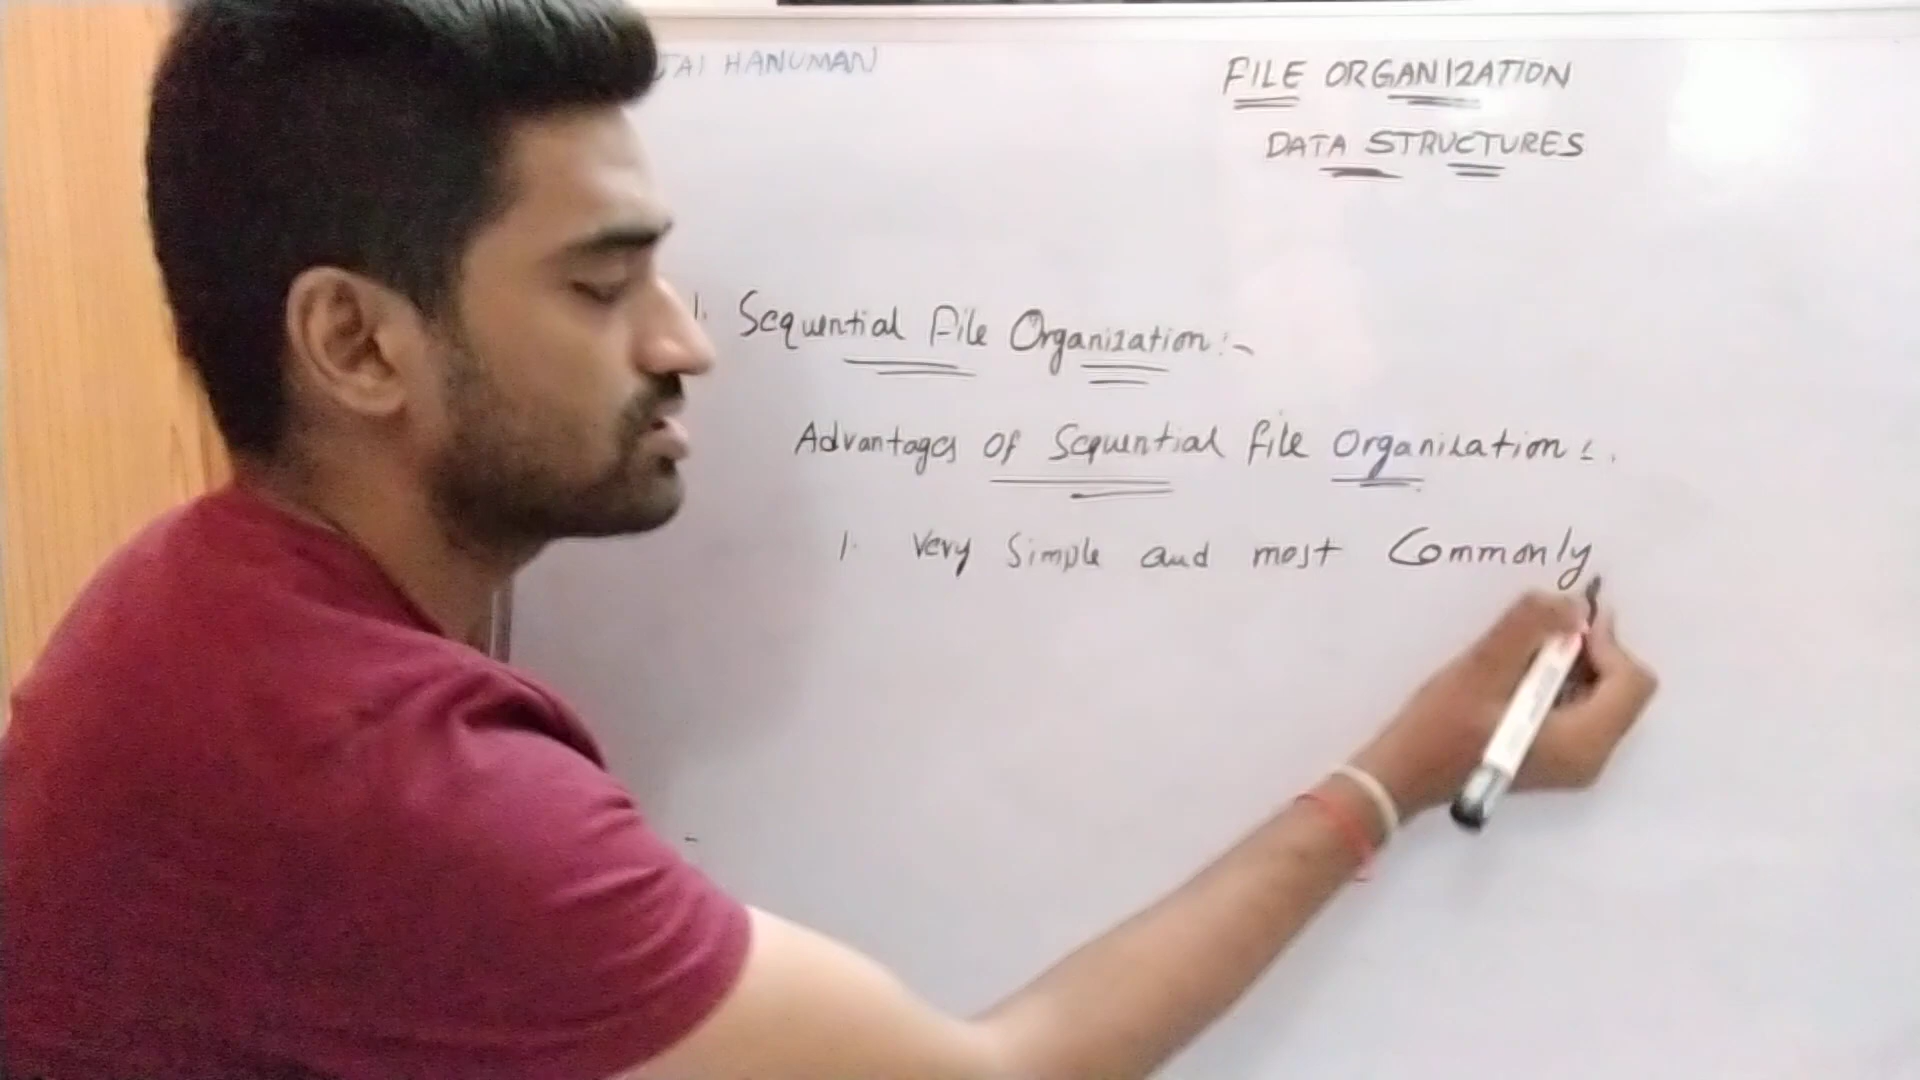 JAI HANUMAN
FILE ORGANIZATION
DATA STRUCTURES
1. Sequential File Organization :-
Advantages of Sequential file Organization :.
1. Very Simple and most Commonly